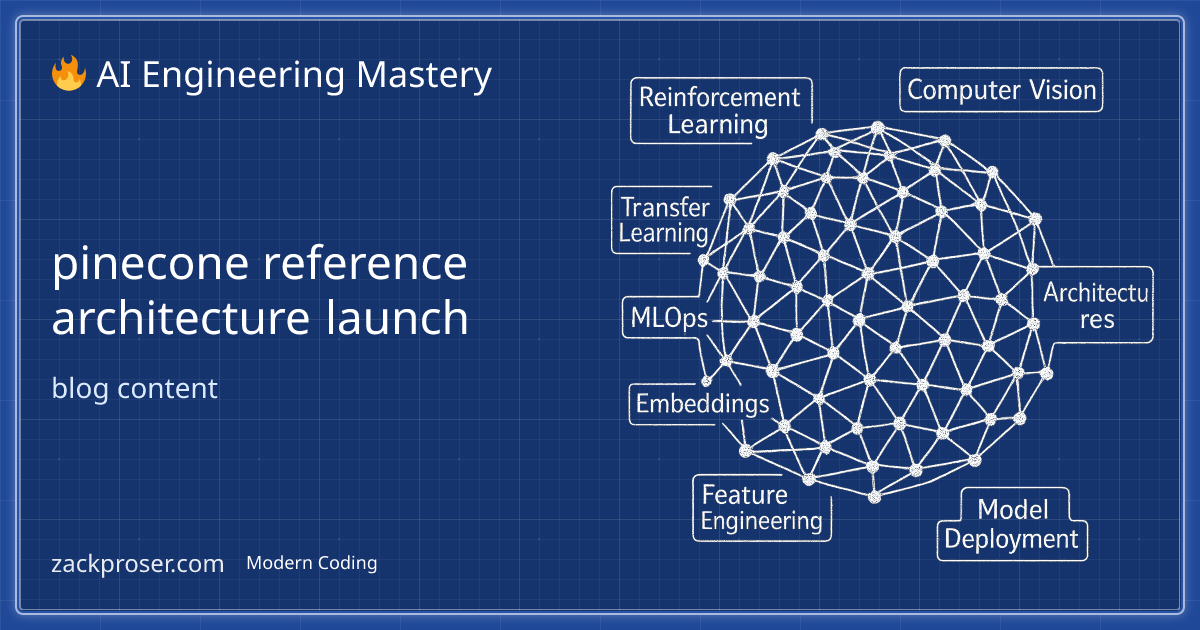 🔥 AI Engineering Mastery
pinecone reference
architecture launch
blog content
zackproser.com
Modern Coding
Reinforcement
Learning
Computer Vision
Transfer
Learning
MLOps
Architectu
res
Embeddings
Feature
Engineering
Model
Deployment